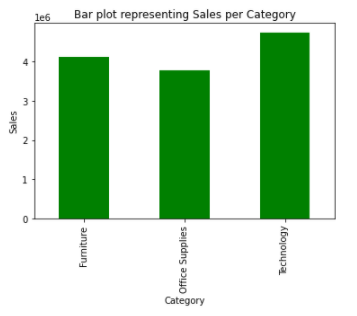 Bar plot representing Sales per Category
1e6
4
3
2
1
0
Sales
Furniture
Office Supplies
Technology
Category